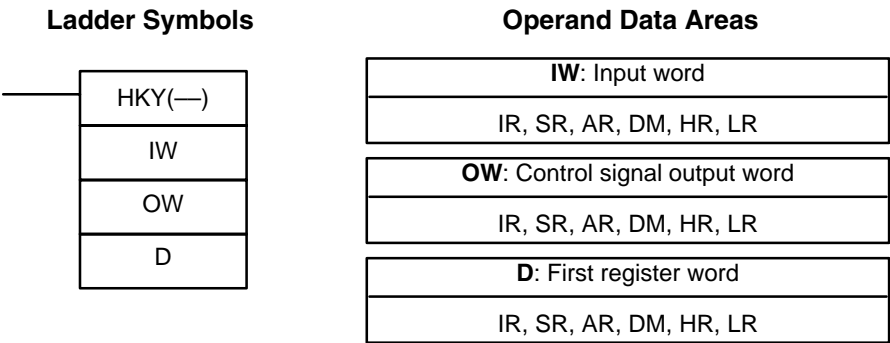 Ladder Symbols
HKY(––)
IW
OW
D
Operand Data Areas
IW: Input word
IR, SR, AR, DM, HR, LR
OW: Control signal output word
IR, SR, AR, DM, HR, LR
D: First register word
IR, SR, AR, DM, HR, LR